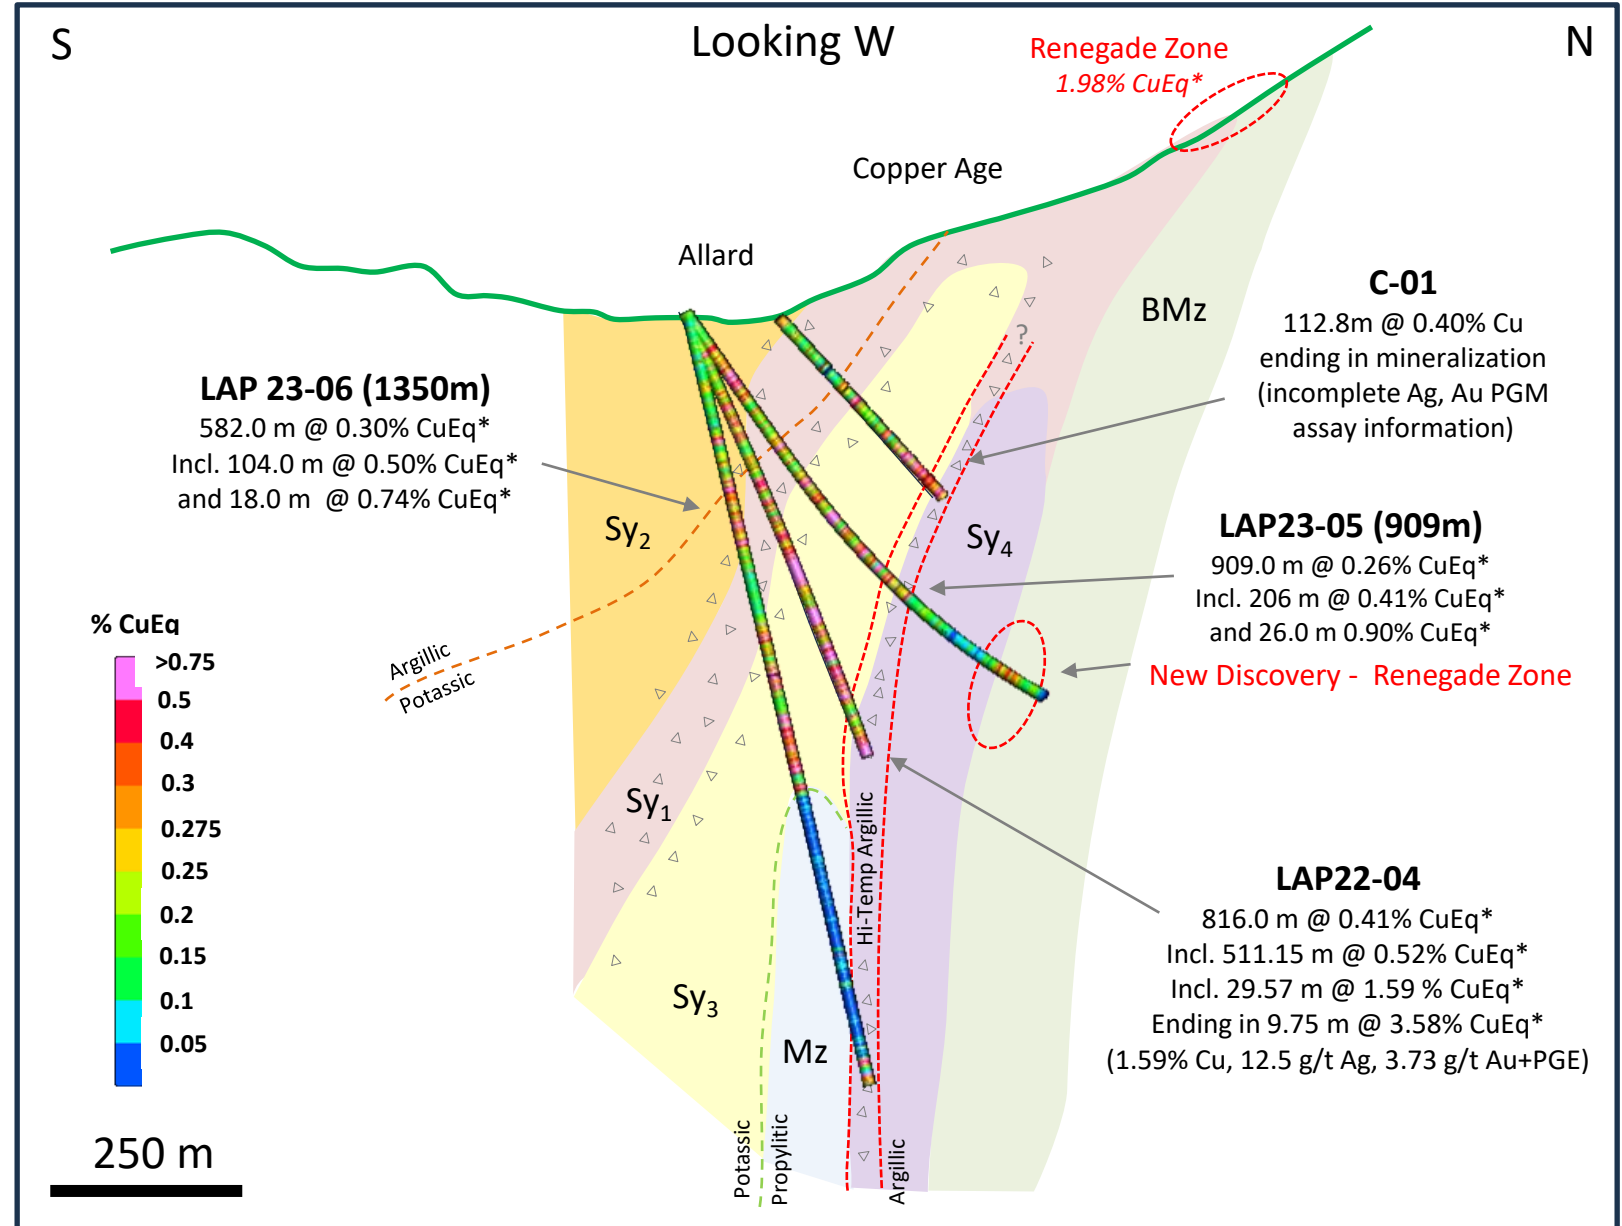 S
Looking W
N
Renegade Zone
1.98% CuEq*
Copper Age
Allard
C-01
112.8m @ 0.40% Cu
ending in mineralization
(incomplete Ag, Au PGM
assay information)
BMz
?
LAP 23-06 (1350m)
582.0 m @ 0.30% CuEq*
Incl. 104.0 m @ 0.50% CuEq*
and 18.0 m @ 0.74% CuEq*
Sy2
Sy4
LAP23-05 (909m)
909.0 m @ 0.26% CuEq*
Incl. 206 m @ 0.41% CuEq*
and 26.0 m 0.90% CuEq*
New Discovery - Renegade Zone
Argillic
Potassic
% CuEq
>0.75
0.5
0.4
0.3
0.275
0.25
0.2
0.15
0.1
0.05
Sy1
Hi-Temp Argillic
Sy3
Mz
LAP22-04
816.0 m @ 0.41% CuEq*
Incl. 511.15 m @ 0.52% CuEq*
Incl. 29.57 m @ 1.59 % CuEq*
Ending in 9.75 m @ 3.58% CuEq*
(1.59% Cu, 12.5 g/t Ag, 3.73 g/t Au+PGE)
Potassic
Propylitic
Argillic
250 m